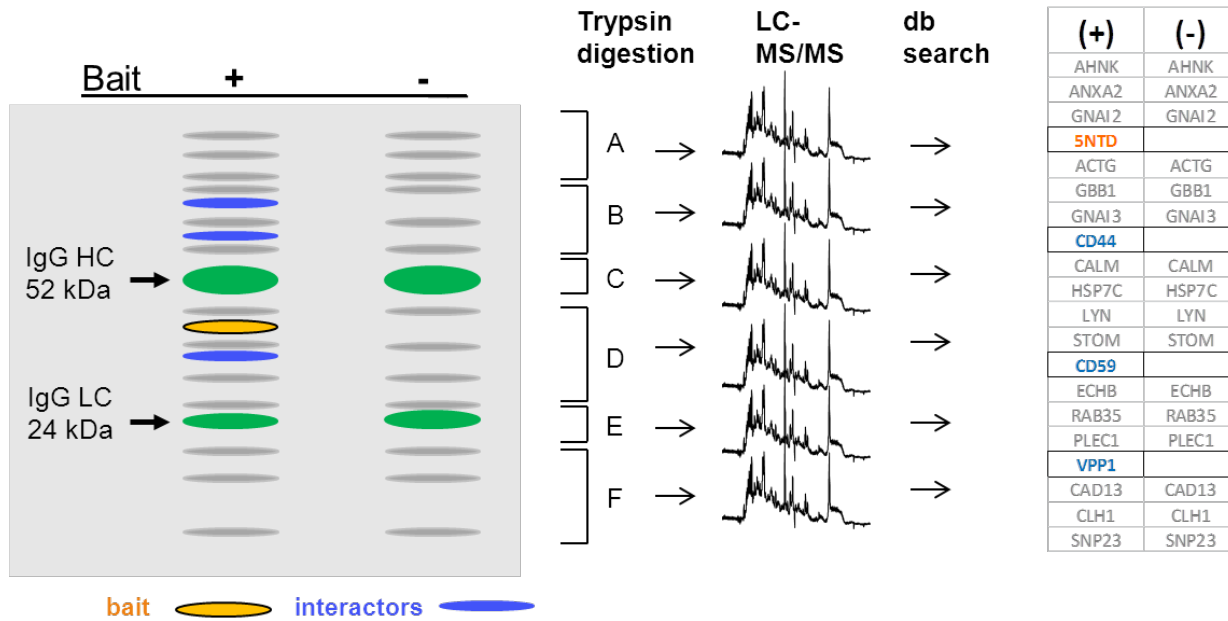 Trypsin digestion
LC-MS/MS
db search
Bait + -
IgG HC
52 kDa
IgG LC
24 kDa
A
B
C
D
E
F
(+) (-)
AHNK AHNK
ANXA2 ANXA2
GNAI2 GNAI2
5NTD
ACTG ACTG
GBB1 GBB1
GNAI3 GNAI3
CD44
CALM CALM
HSP7C HSP7C
LYN LYN
STOM STOM
CD59
ECHB ECHB
RAB35 RAB35
PLEC1 PLEC1
VPP1
CAD13 CAD13
CLH1 CLH1
SNP23 SNP23
bait interactors